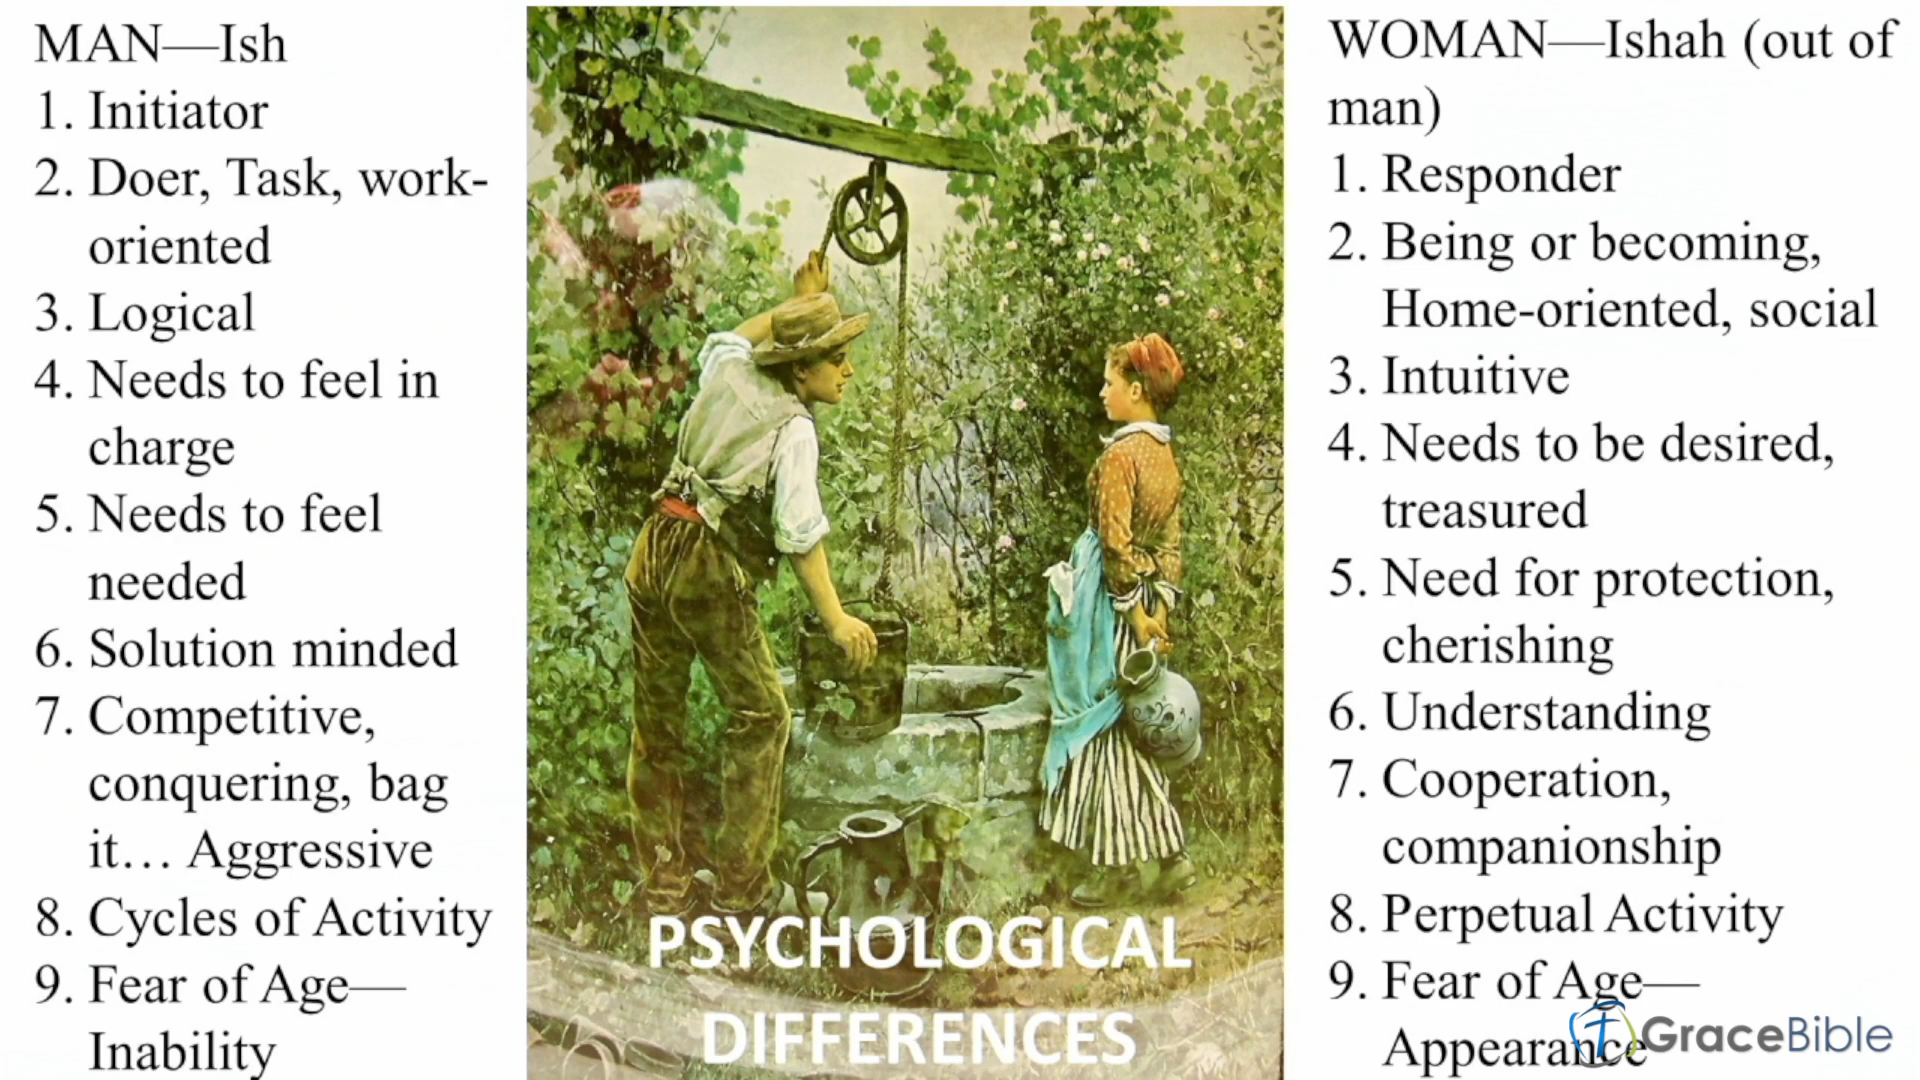 MAN—Ish
1. Initiator
2. Doer, Task, work-
oriented
3. Logical
4. Needs to feel in
charge
5. Needs to feel
needed
6. Solution minded
7. Competitive,
conquering, bag
it… Aggressive
8. Cycles of Activity
9. Fear of Age—
Inability
PSYCHOLOGICAL
DIFFERENCES
WOMAN—Ishah (out of
man)
1. Responder
2. Being or becoming,
Home-oriented, social
3. Intuitive
4. Needs to be desired,
treasured
5. Need for protection,
cherishing
6. Understanding
7. Cooperation,
companionship
8. Perpetual Activity
9. Fear of Age—
Appearance
GraceBible